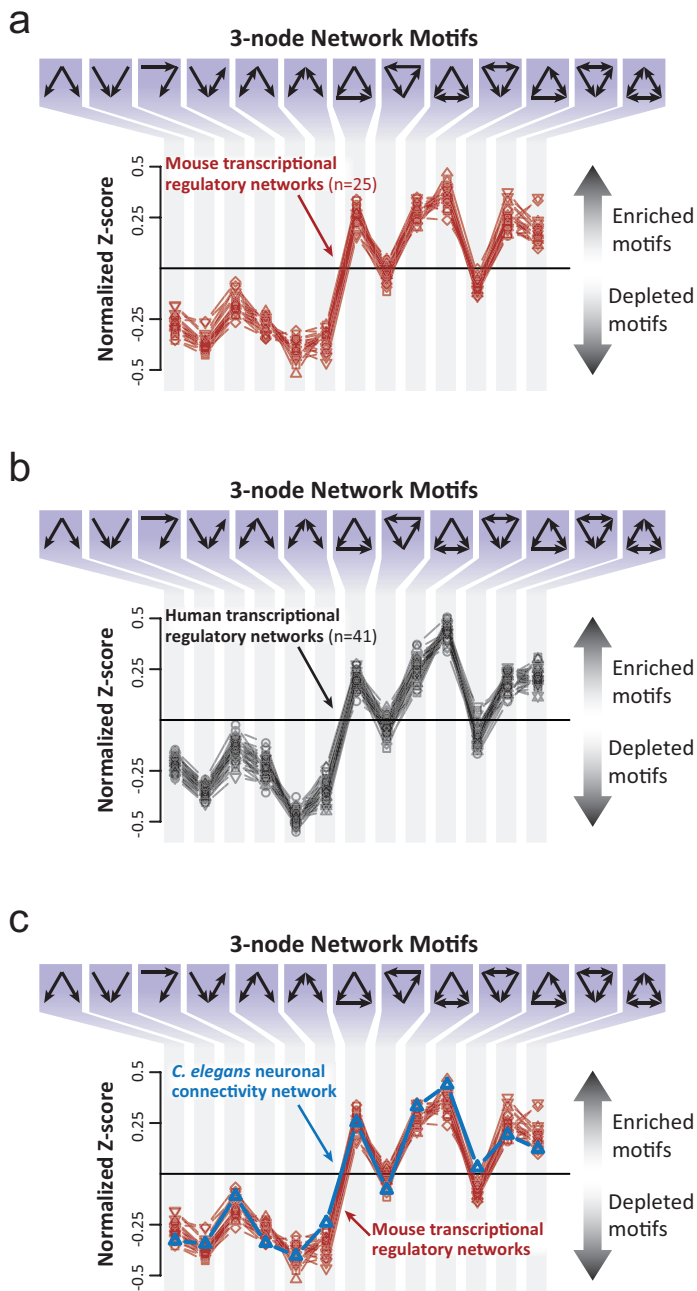 a
3-node Network Motifs
Normalized Z-score
0.5
0.25
-0.25
-0.5
Mouse transcriptional
regulatory networks (n=25)
Enriched
motifs
Depleted
motifs
b
3-node Network Motifs
Normalized Z-score
0.5
0.25
-0.25
-0.5
Human transcriptional
regulatory networks (n=41)
Enriched
motifs
Depleted
motifs
c
3-node Network Motifs
Normalized Z-score
0.5
0.25
-0.25
-0.5
C. elegans neuronal
connectivity network
Mouse transcriptional
regulatory networks
Enriched
motifs
Depleted
motifs